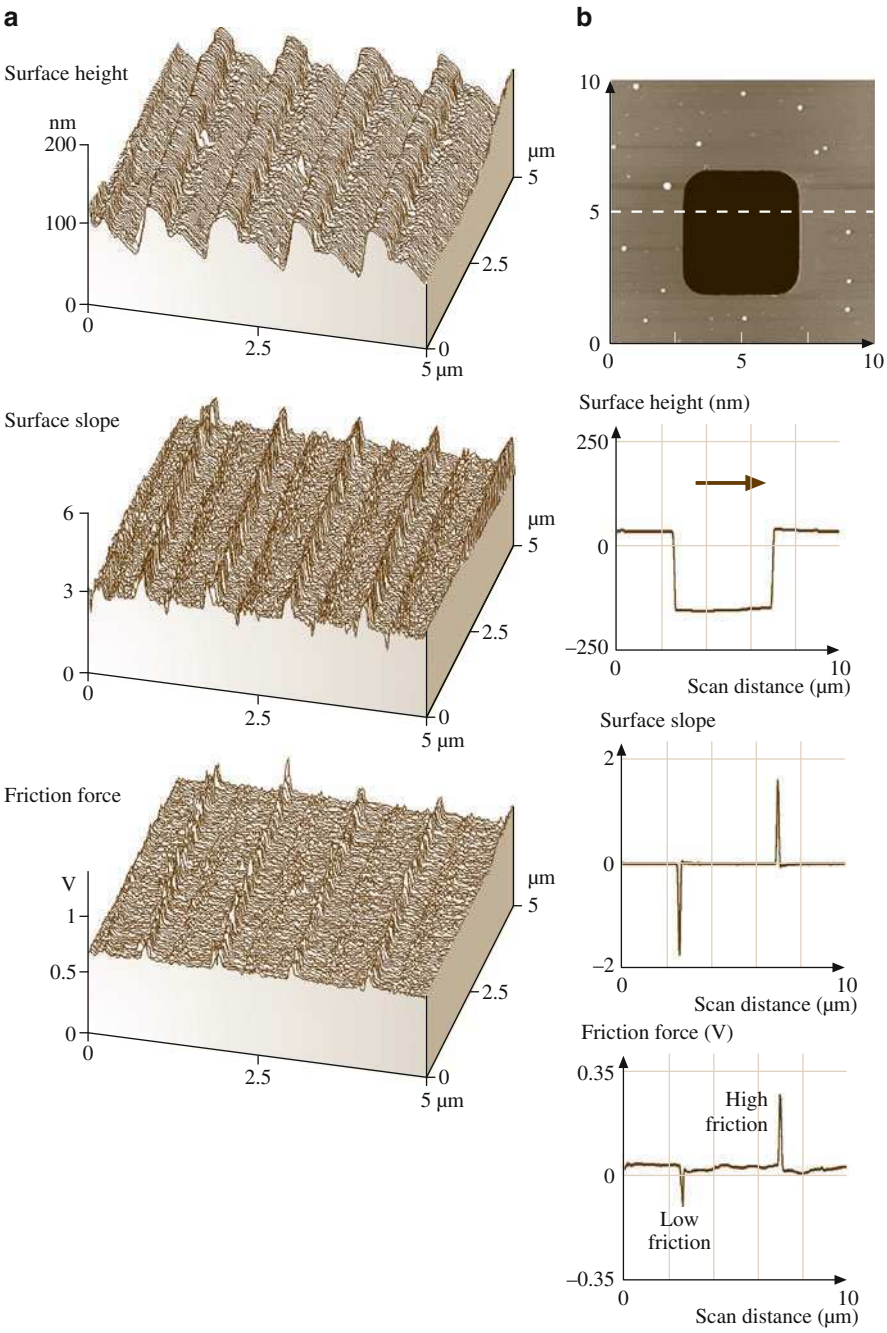 a
Surface height
nm
200
100
0
0
2.5
5 µm
0
2.5
5
µm
Surface slope
6
3
0
0
2.5
5 µm
0
2.5
5
µm
Friction force
V
1
0.5
0
0
2.5
5 µm
0
2.5
5
µm
b
10
5
0
0
5
10
Surface height (nm)
250
0
–250
0
10
Scan distance (µm)
Surface slope
2
0
–2
0
10
Scan distance (µm)
Friction force (V)
0.35
High
friction
0
Low
friction
–0.35
0
10
Scan distance (µm)